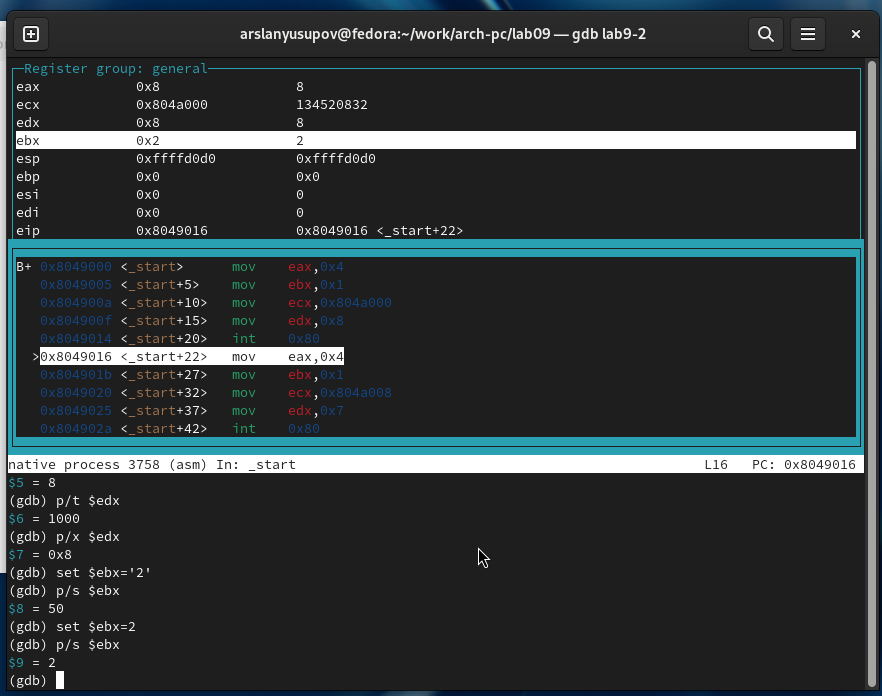 arslanyusupov@fedora:~/work/arch-pc/lab09 — gdb lab9-2
Register group: general
eax 0x8 8
ecx 0x804a000 134520832
edx 0x8 8
ebx 0x2 2
esp 0xffffd0d0 0xffffd0d0
ebp 0x0 0x0
esi 0x0 0
edi 0x0 0
eip 0x8049016 0x8049016 <_start+22>
B+ 0x8049000 <_start> mov eax,0x4
0x8049005 <_start+5> mov ebx,0x1
0x804900a <_start+10> mov ecx,0x804a000
0x804900f <_start+15> mov edx,0x8
0x8049014 <_start+20> int 0x80
>0x8049016 <_start+22> mov eax,0x4
0x804901b <_start+27> mov ebx,0x1
0x8049020 <_start+32> mov ecx,0x804a008
0x8049025 <_start+37> mov edx,0x7
0x804902a <_start+42> int 0x80
native process 3758 (asm) In: _start L16 PC: 0x8049016
$5 = 8
(gdb) p/t $edx
$6 = 1000
(gdb) p/x $edx
$7 = 0x8
(gdb) set $ebx='2'
(gdb) p/s $ebx
$8 = 50
(gdb) set $ebx=2
(gdb) p/s $ebx
$9 = 2
(gdb)